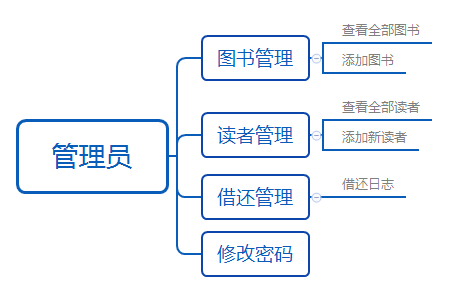 管理员
图书管理
查看全部图书
添加图书
读者管理
查看全部读者
添加新读者
借还管理
借还日志
修改密码